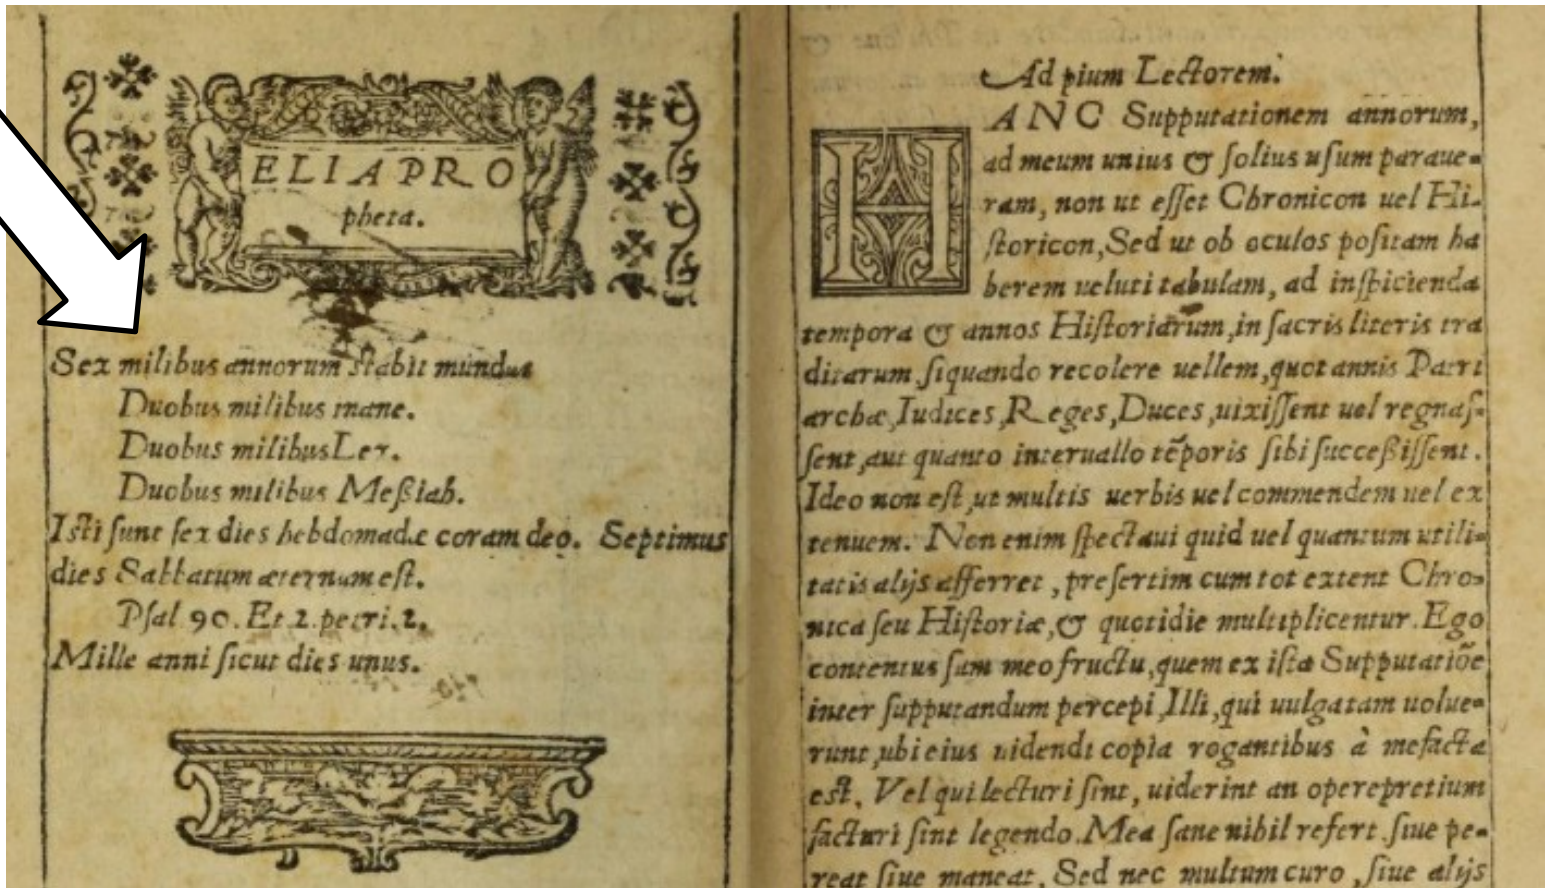 ELIA PRO
pheta.
Sex milibus annorum stabit mundus
Duobus milibus inane.
Duobus milibus Lex.
Duobus milibus Meßiah.
Isti sunt sex dies hebdomadæ coram deo. Septimus
dies Sabbatum æternum est.
Psal 90. Et 2. petri. 2.
Mille anni sicut dies unus.
Ad pium Lectorem.
HANC Supputationem annorum,
ad meum unius & solius usum paraue=
ram, non ut esset Chronicon uel Hi-
storicon, Sed ut ob oculos positam ha
berem ueluti tabulam, ad inspicienda
tempora & annos Historiarum, in sacris literis tra
ditarum, siquando recolere uellem, quot annis Patri
archæ, Iudices, Reges, Duces, uixissent uel regnas=
sent, aut quanto interuallo tẽporis sibi succeßissent.
Ideo non est, ut multis uerbis uel commendem uel ex
tenuem. Non enim spectaui quid uel quantum utili=
tatis alijs afferret, presertim cum tot extent Chro=
nica seu Historiæ, & quotidie multiplicentur. Ego
contentus sum meo fructu, quem ex ista Supputatiõe
inter supputandum percepi, Illi, qui uulgatam uolue=
runt, ubi eius uidendi copia rogantibus à me facta
est. Vel qui lecturi sint, uiderint an operepretium
facturi sint legendo. Mea sane nihil refert siue pe=
reat siue maneat, Sed nec multum curo, siue alijs